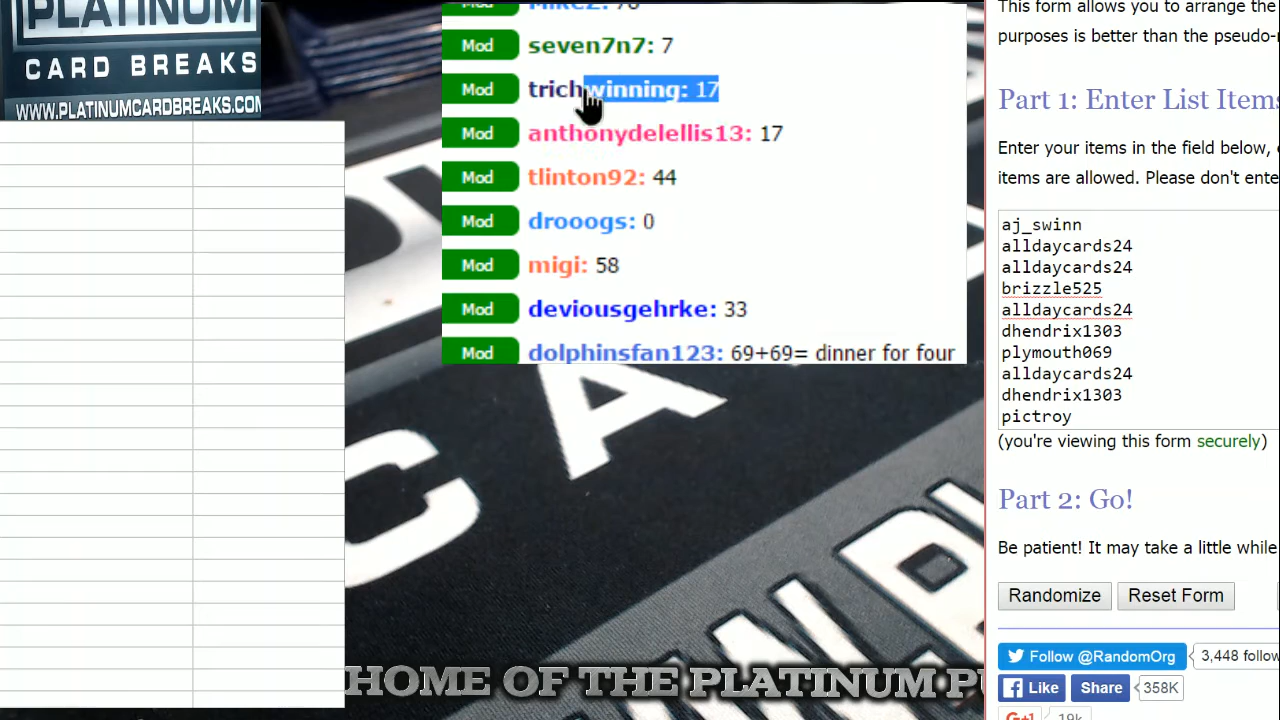 PLATINUM
CARD BREAKS
WWW.PLATINUMCARDBREAKS.COM
Mod MikeZ: 76
Mod seven7n7: 7
Mod trichwinning: 17
Mod anthonydelellis13: 17
Mod tlinton92: 44
Mod drooogs: 0
Mod migi: 58
Mod deviousgehrke: 33
Mod dolphinsfan123: 69+69= dinner for four
HOME OF THE PLATINUM
This form allows you to arrange the
purposes is better than the pseudo-
Part 1: Enter List Items
Enter your items in the field below,
items are allowed. Please don't ente
aj_swinn
alldaycards24
alldaycards24
brizzle525
alldaycards24
dhendrix1303
plymouth069
alldaycards24
dhendrix1303
pictroy
(you're viewing this form securely)
Part 2: Go!
Be patient! It may take a little while
Randomize Reset Form
Follow @RandomOrg 3,448 follow
Like Share 358K
G+1 19k